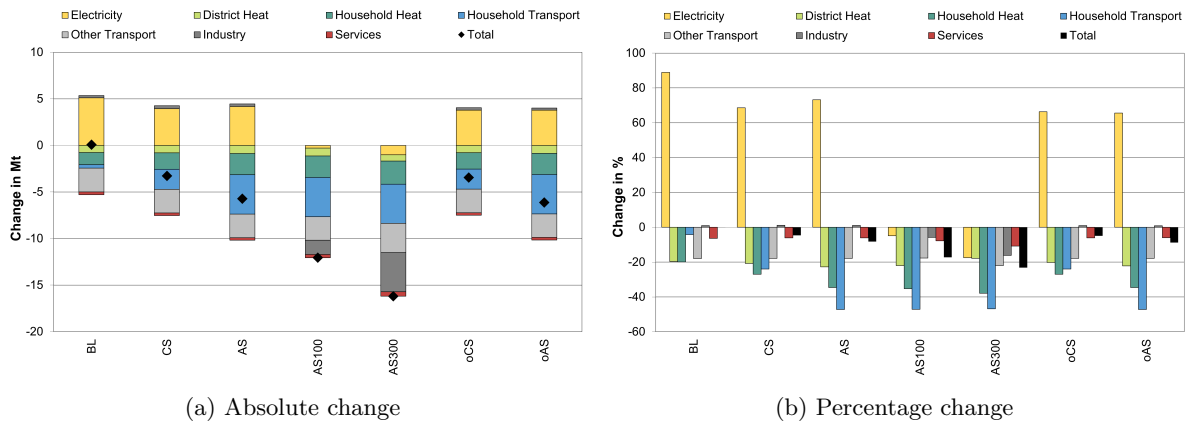 Electricity District Heat Household Heat Household Transport
Other Transport Industry Services Total
Change in Mt
10
5
0
-5
-10
-15
-20
BL CS AS AS100 AS300 oCS oAS
(a) Absolute change
Electricity District Heat Household Heat Household Transport
Other Transport Industry Services Total
Change in %
100
80
60
40
20
0
-20
-40
-60
BL CS AS AS100 AS300 oCS oAS
(b) Percentage change